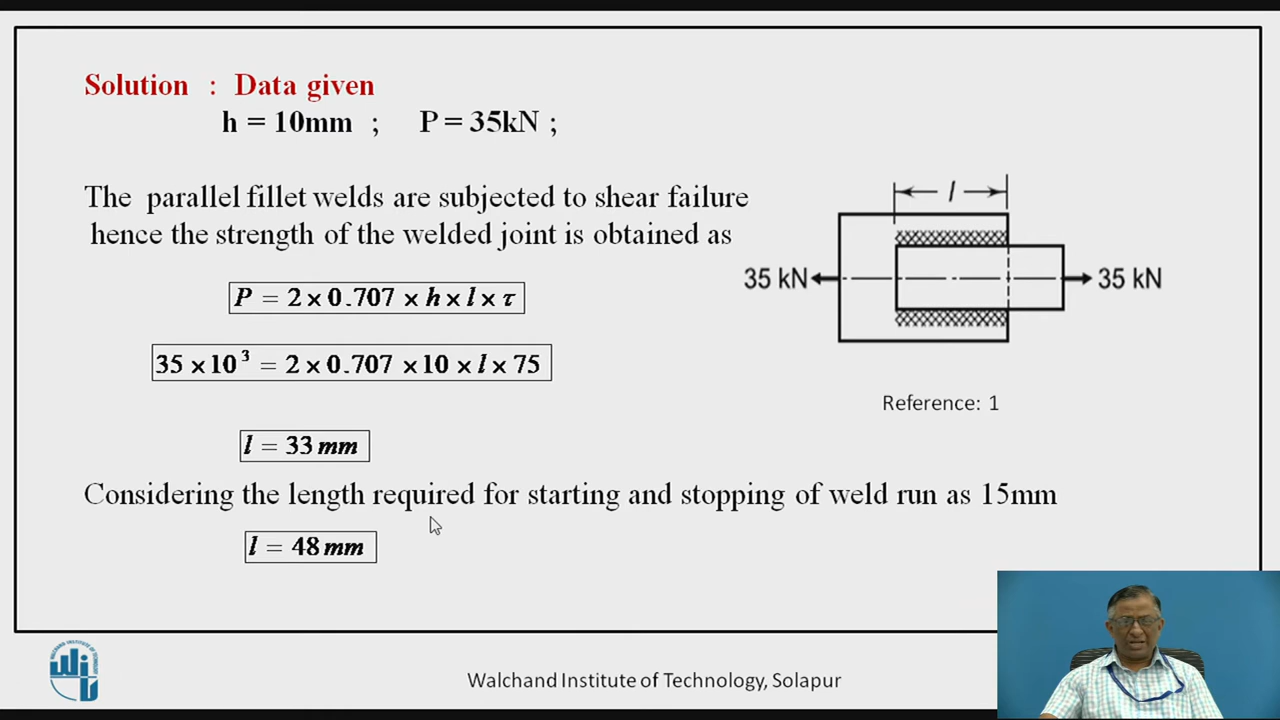 Solution : Data given
h = 10mm ; P = 35kN ;
The parallel fillet welds are subjected to shear failure
hence the strength of the welded joint is obtained as
P = 2 × 0.707 × h × l × τ
35 × 10³ = 2 × 0.707 × 10 × l × 75
l = 33 mm
Considering the length required for starting and stopping of weld run as 15mm
l = 48 mm
l
35 kN
35 kN
Reference: 1
Walchand Institute of Technology, Solapur